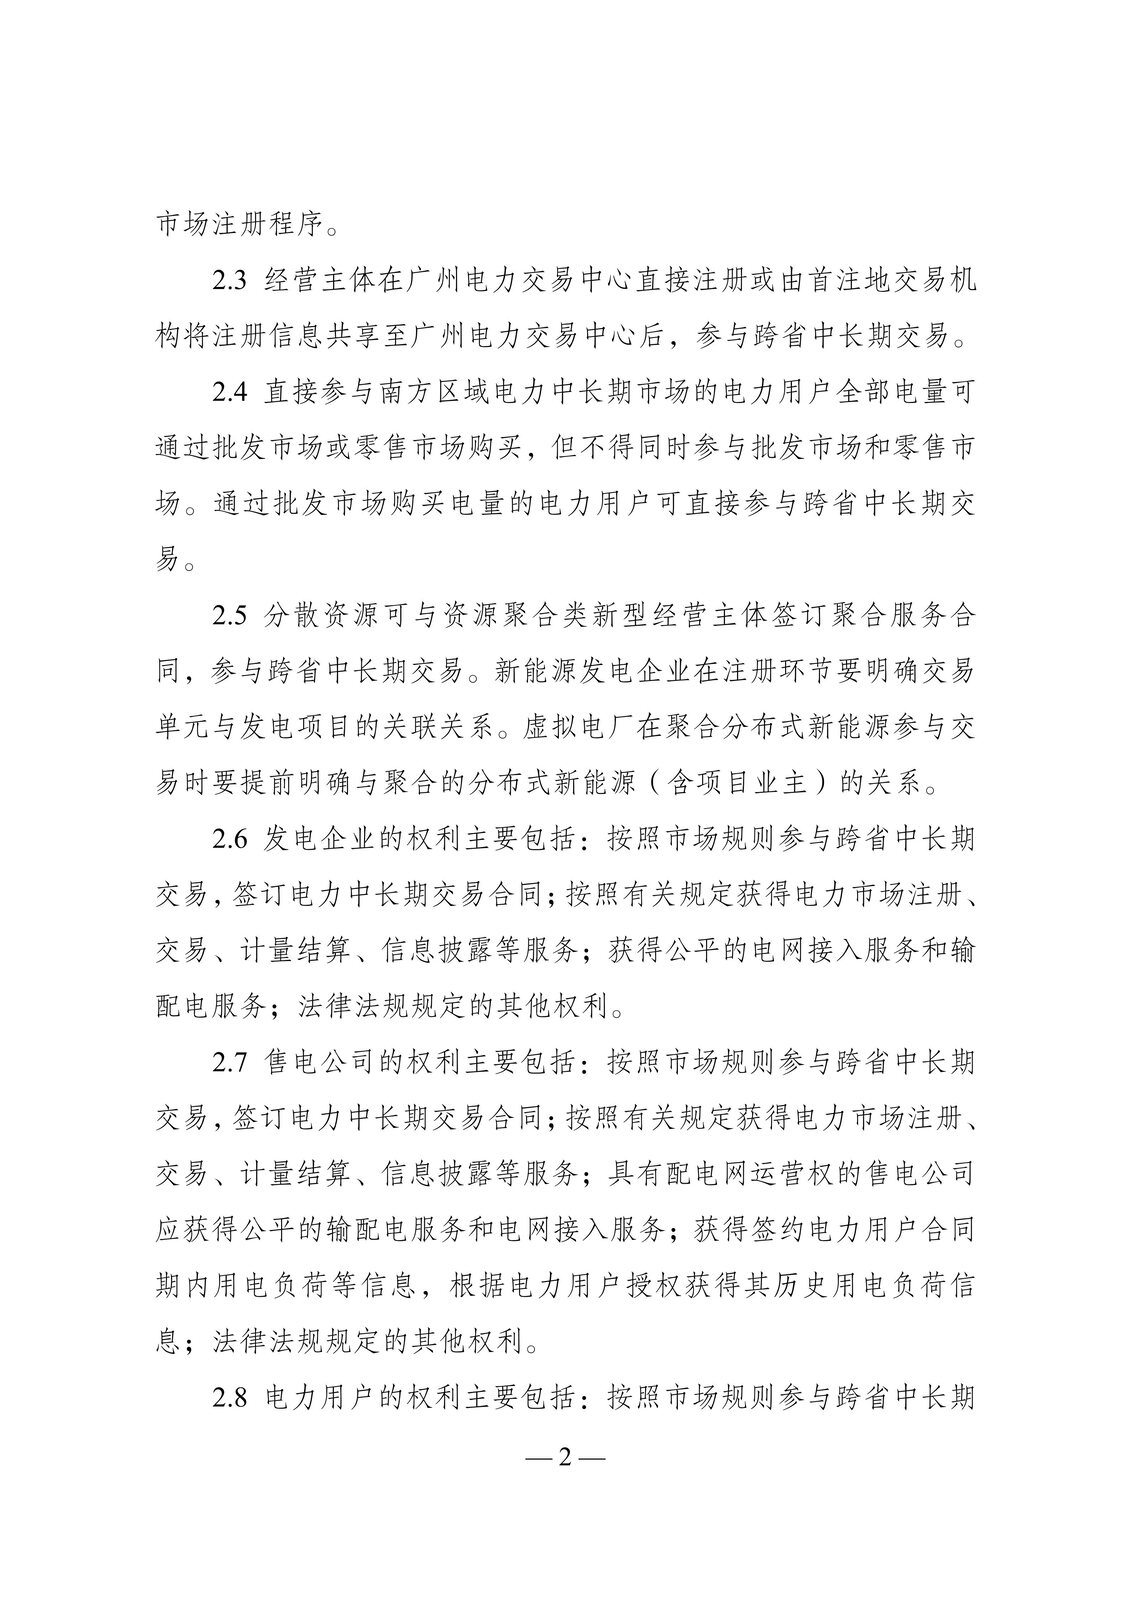 市场注册程序。
2.3 经营主体在广州电力交易中心直接注册或由首注地交易机
构将注册信息共享至广州电力交易中心后，参与跨省中长期交易。
2.4 直接参与南方区域电力中长期市场的电力用户全部电量可
通过批发市场或零售市场购买，但不得同时参与批发市场和零售市
场。通过批发市场购买电量的电力用户可直接参与跨省中长期交
易。
2.5 分散资源可与资源聚合类新型经营主体签订聚合服务合
同，参与跨省中长期交易。新能源发电企业在注册环节要明确交易
单元与发电项目的关联关系。虚拟电厂在聚合分布式新能源参与交
易时要提前明确与聚合的分布式新能源（含项目业主）的关系。
2.6 发电企业的权利主要包括：按照市场规则参与跨省中长期
交易，签订电力中长期交易合同；按照有关规定获得电力市场注册、
交易、计量结算、信息披露等服务；获得公平的电网接入服务和输
配电服务；法律法规规定的其他权利。
2.7 售电公司的权利主要包括：按照市场规则参与跨省中长期
交易，签订电力中长期交易合同；按照有关规定获得电力市场注册、
交易、计量结算、信息披露等服务；具有配电网运营权的售电公司
应获得公平的输配电服务和电网接入服务；获得签约电力用户合同
期内用电负荷等信息，根据电力用户授权获得其历史用电负荷信
息；法律法规规定的其他权利。
2.8 电力用户的权利主要包括：按照市场规则参与跨省中长期
— 2 —